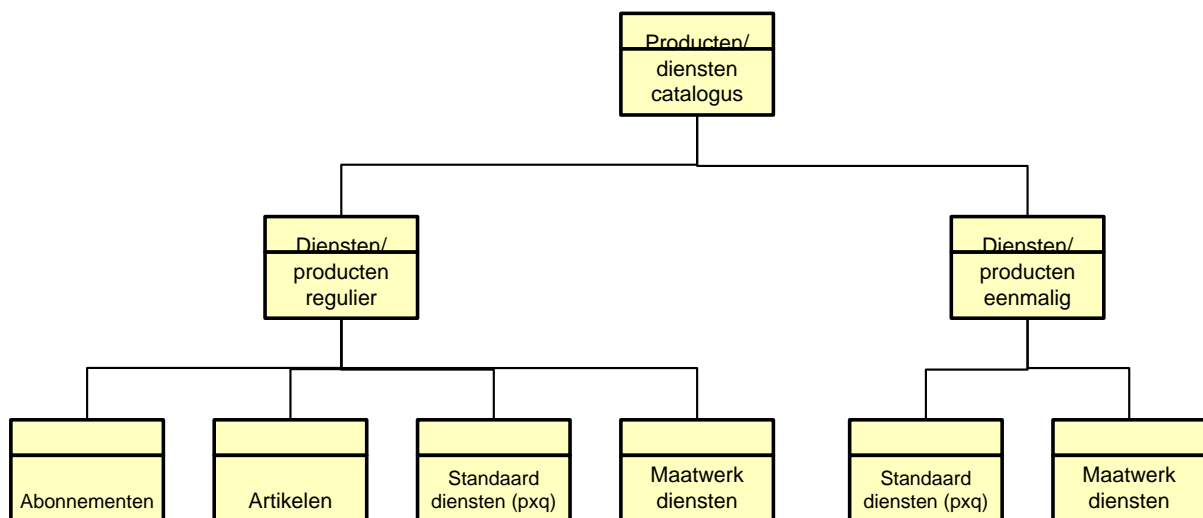 Producten/
diensten
catalogus
Diensten/
producten
regulier
Diensten/
producten
eenmalig
Abonnementen
Artikelen
Standaard
diensten (pxq)
Maatwerk
diensten
Standaard
diensten (pxq)
Maatwerk
diensten